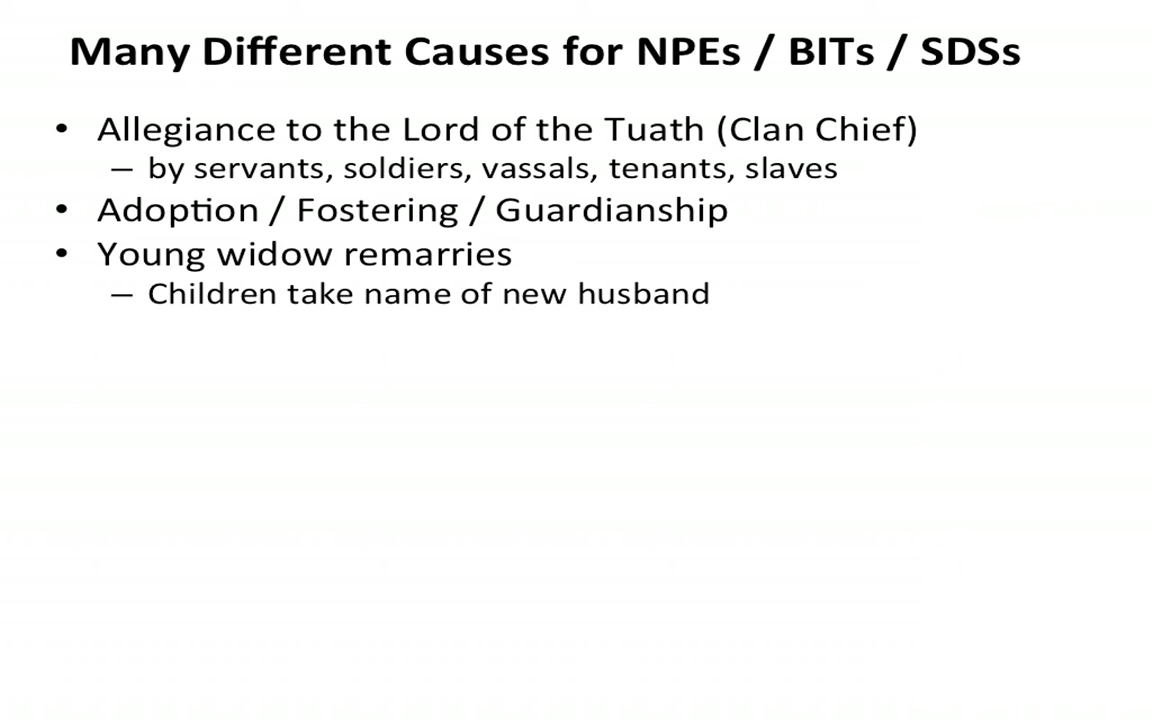 Many Different Causes for NPEs / BITs / SDSs
• Allegiance to the Lord of the Tuath (Clan Chief)
– by servants, soldiers, vassals, tenants, slaves
• Adoption / Fostering / Guardianship
• Young widow remarries
– Children take name of new husband